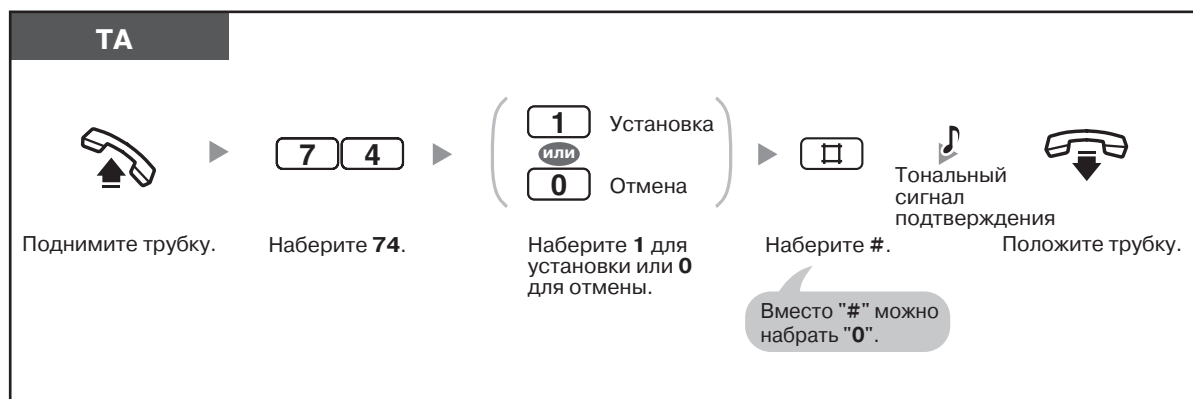 ТА
7 4
1 Установка
или
0 Отмена
Тональный
сигнал
подтверждения
Поднимите трубку.
Наберите 74.
Наберите 1 для
установки или 0
для отмены.
Наберите #.
Положите трубку.
Вместо "#" можно
набрать "0".